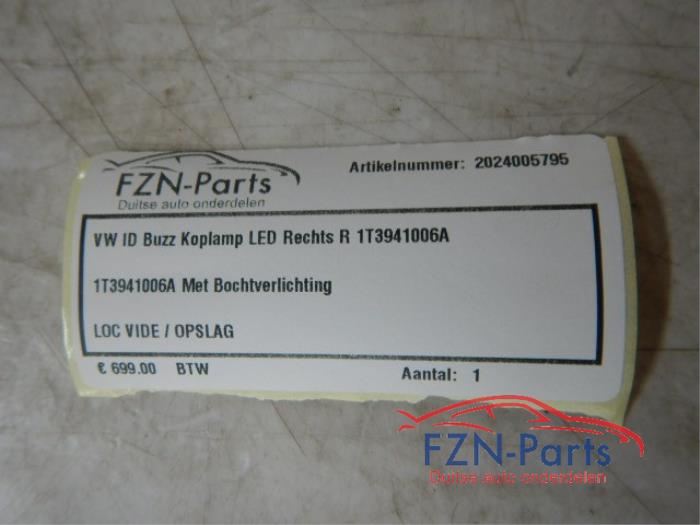 FZN-Parts
Duitse auto onderdelen
Artikelnummer: 2024005795
VW ID Buzz Koplamp LED Rechts R 1T3941006A
1T3941006A Met Bochtverlichting
LOC VIDE / OPSLAG
€ 699.00 BTW
Aantal: 1
FZN-Parts
Duitse auto onderdelen